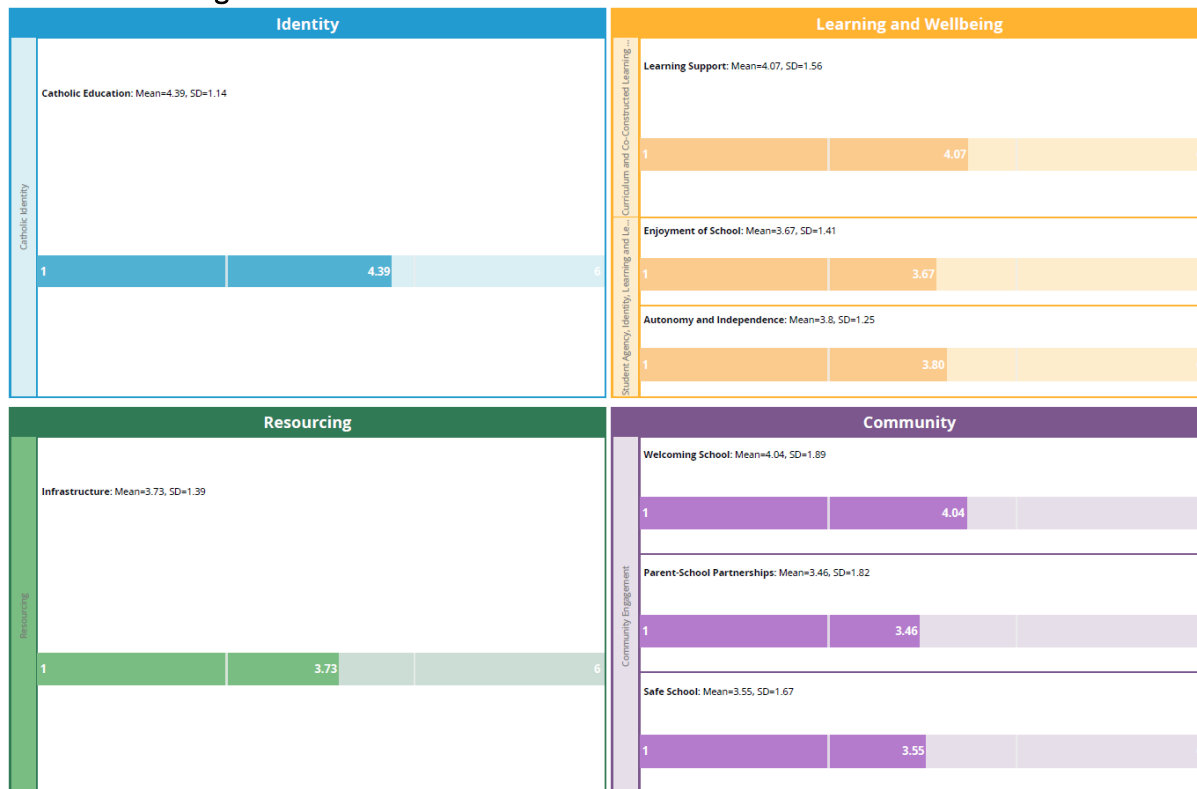 Identity
Catholic Identity
Catholic Education: Mean=4.39, SD=1.14
1 4.39 6
Learning and Wellbeing
Curriculum and Co-Constructed Learning ...
Learning Support: Mean=4.07, SD=1.56
1 4.07
Student Agency, Identity, Learning and Le...
Enjoyment of School: Mean=3.67, SD=1.41
1 3.67
Autonomy and Independence: Mean=3.8, SD=1.25
1 3.80
Resourcing
Resourcing
Infrastructure: Mean=3.73, SD=1.39
1 3.73 6
Community
Community Engagement
Welcoming School: Mean=4.04, SD=1.89
1 4.04
Parent-School Partnerships: Mean=3.46, SD=1.82
1 3.46
Safe School: Mean=3.55, SD=1.67
1 3.55